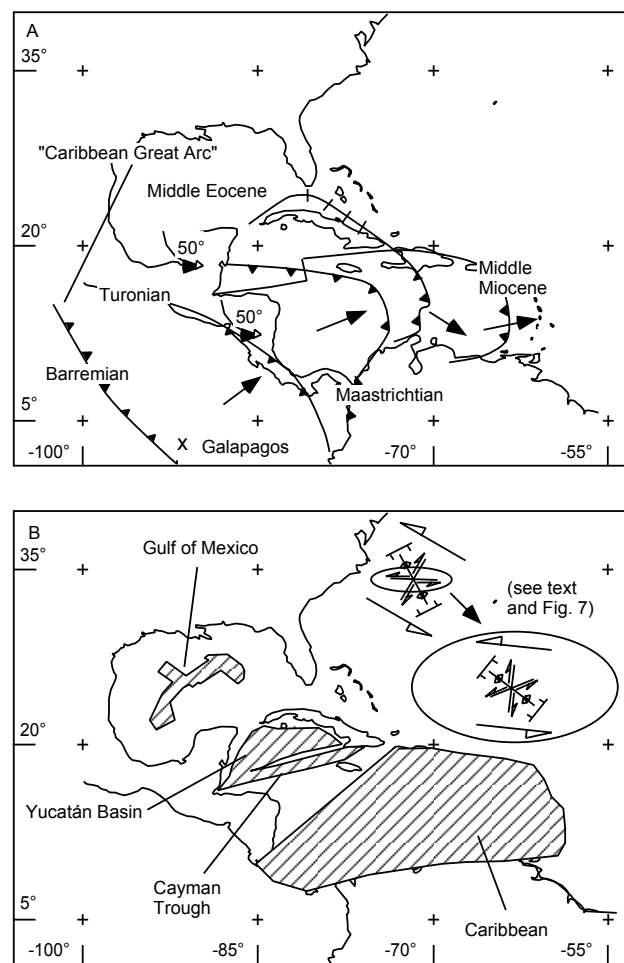 A
35°
"Caribbean Great Arc"
Middle Eocene
20°
50°
Middle
Miocene
Turonian
50°
Barremian
Maastrichtian
5°
x Galapagos
-100°
-70°
-55°
B
Gulf of Mexico
35°
(see text
and Fig. 7)
20°
Yucatán Basin
Cayman
Trough
Caribbean
5°
-100°
-85°
-70°
-55°